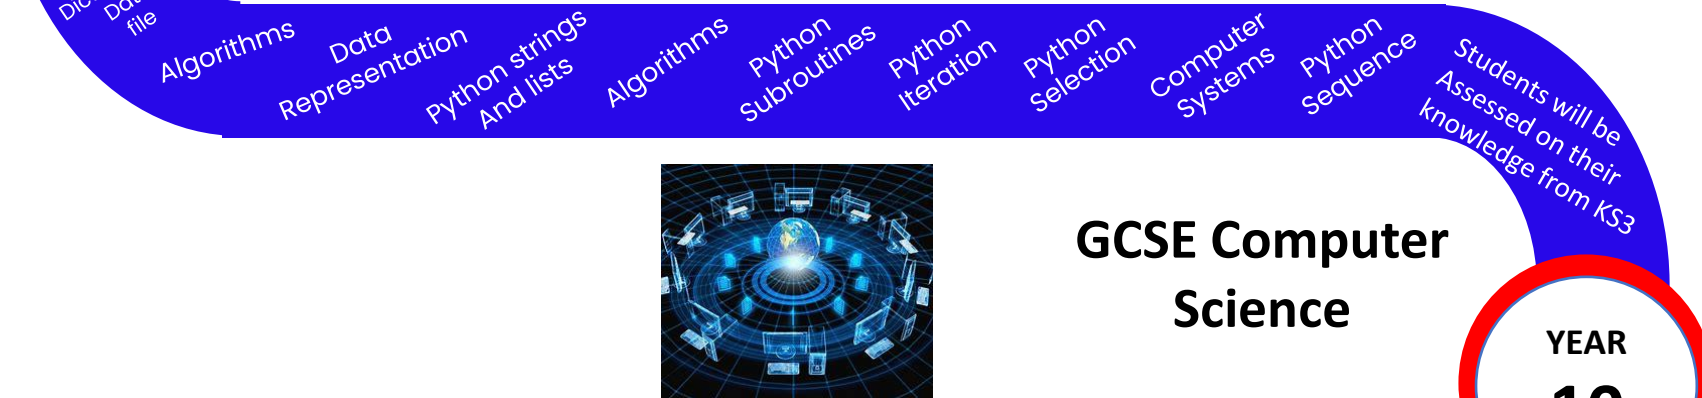 file
Algorithms
Data
Representation
Python strings
And lists
Algorithms
Python
Subroutines
Python
Iteration
Python
Selection
Computer
Systems
Python
Sequence
Students will be
Assessed on their
knowledge from KS3
GCSE Computer
Science
YEAR